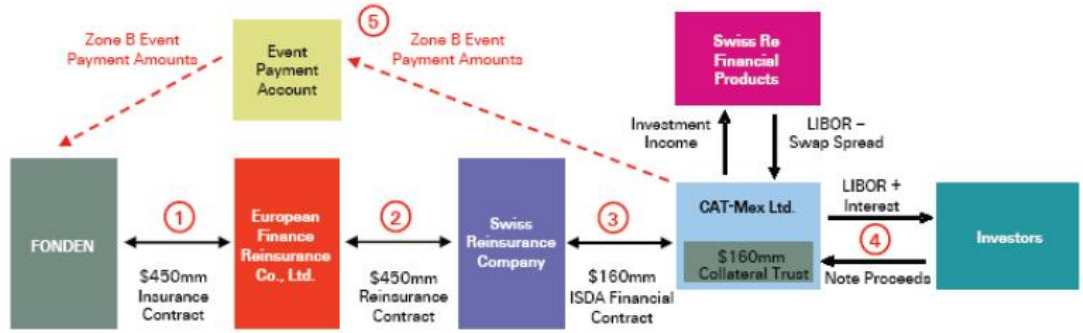 5
Zone B Event
Payment Amounts
Event
Payment
Account
Zone B Event
Payment Amounts
Swiss Re
Financial
Products
Investment
Income
LIBOR –
Swap Spread
FONDEN
1
$450mm
Insurance
Contract
European
Finance
Reinsurance
Co., Ltd.
2
$450mm
Reinsurance
Contract
Swiss
Reinsurance
Company
3
$160mm
ISDA Financial
Contract
CAT-Mex Ltd.
$160mm
Collateral Trust
LIBOR +
Interest
4
Note Proceeds
Investors